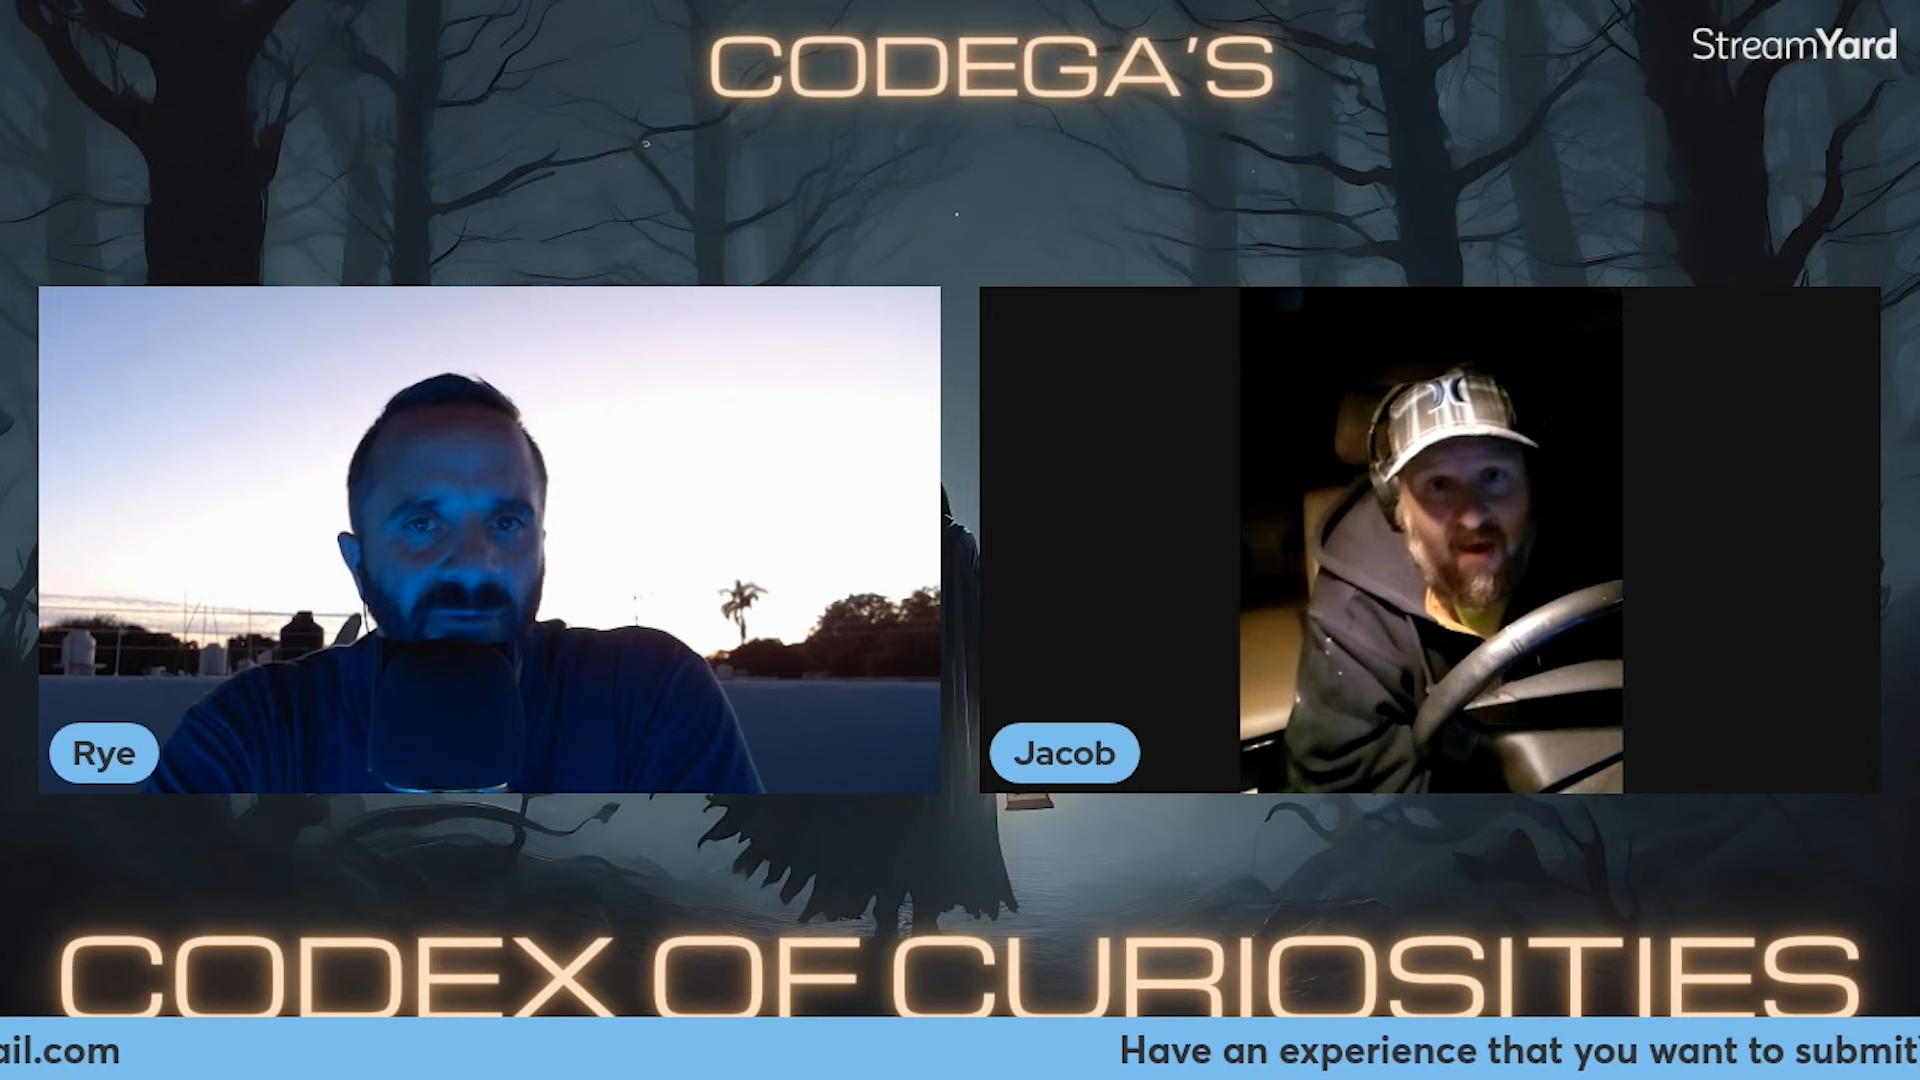 CODEGA'S
StreamYard
Rye
Jacob
CODEX OF CURIOSITIES
ail.com
Have an experience that you want to submit